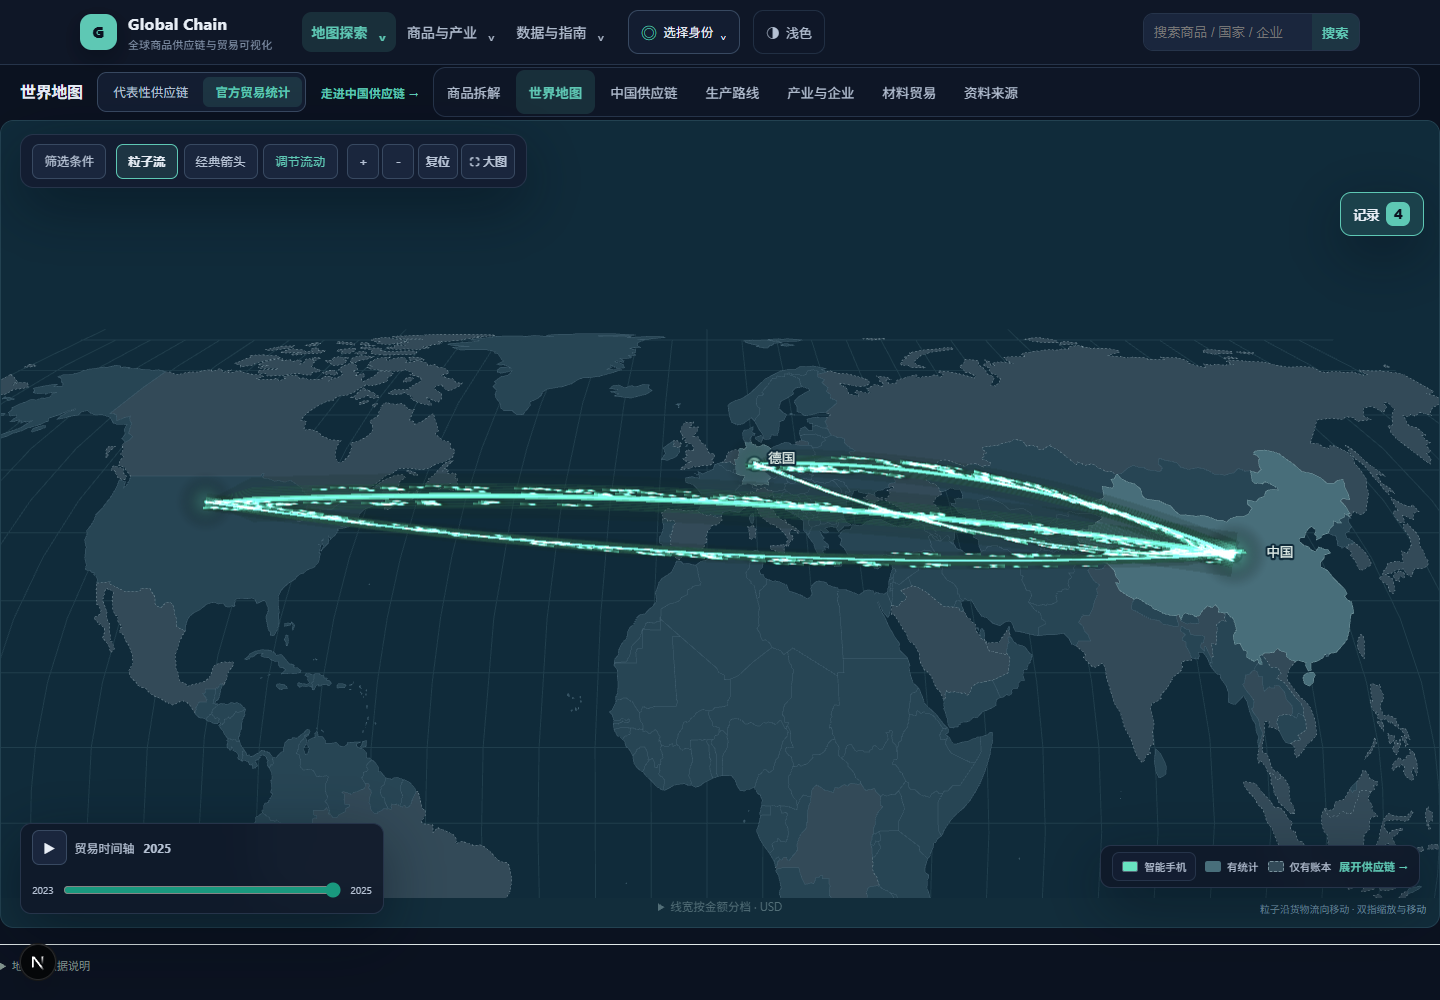 G
Global Chain
全球商品供应链与贸易可视化
地图探索
商品与产业
数据与指南
选择身份
浅色
搜索商品 / 国家 / 企业
搜索
世界地图
代表性供应链
官方贸易统计
走进中国供应链 →
商品拆解
世界地图
中国供应链
生产路线
产业与企业
材料贸易
资料来源
筛选条件
粒子流
经典箭头
调节流动
+
-
复位
大图
记录 4
德国
中国
▶ 贸易时间轴 2025
2023
2025
智能手机
有统计
仅有账本
展开供应链 →
▶ 线宽按金额分档 · USD
粒子沿货物流向移动 · 双指缩放与移动
▶ 地
N
据说明